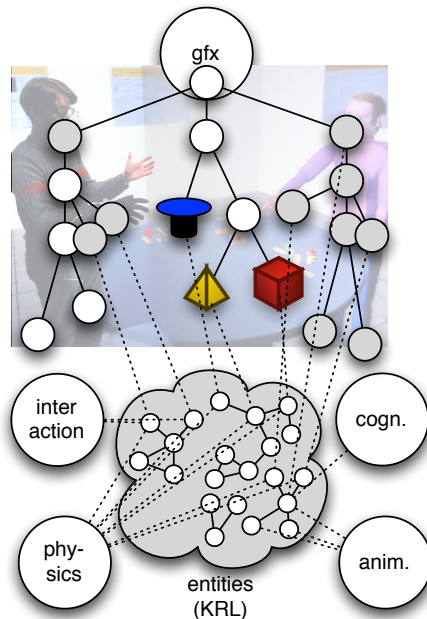 gfx
inter
action
cogn.
phy-
sics
anim.
entities
(KRL)